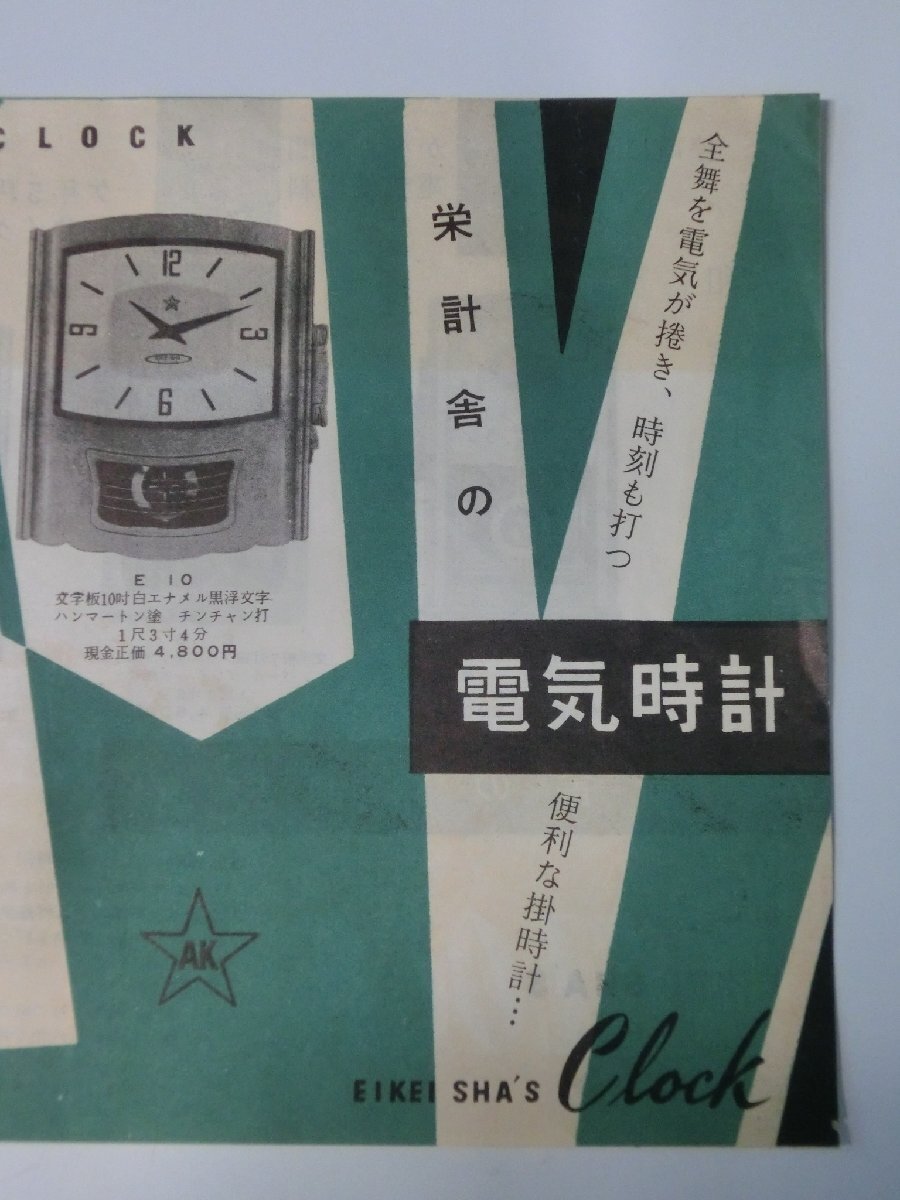 CLOCK
全舞を電気が捲き、時刻も打つ
栄計舎の
12
3
6
9
E 10
文字板10吋白エナメル黒浮文字
ハンマートン塗 チンチャン打
1尺3寸4分
現金正価 4,800円
電気時計
便利な掛時計…
AK
EIKEI SHA'S Clock